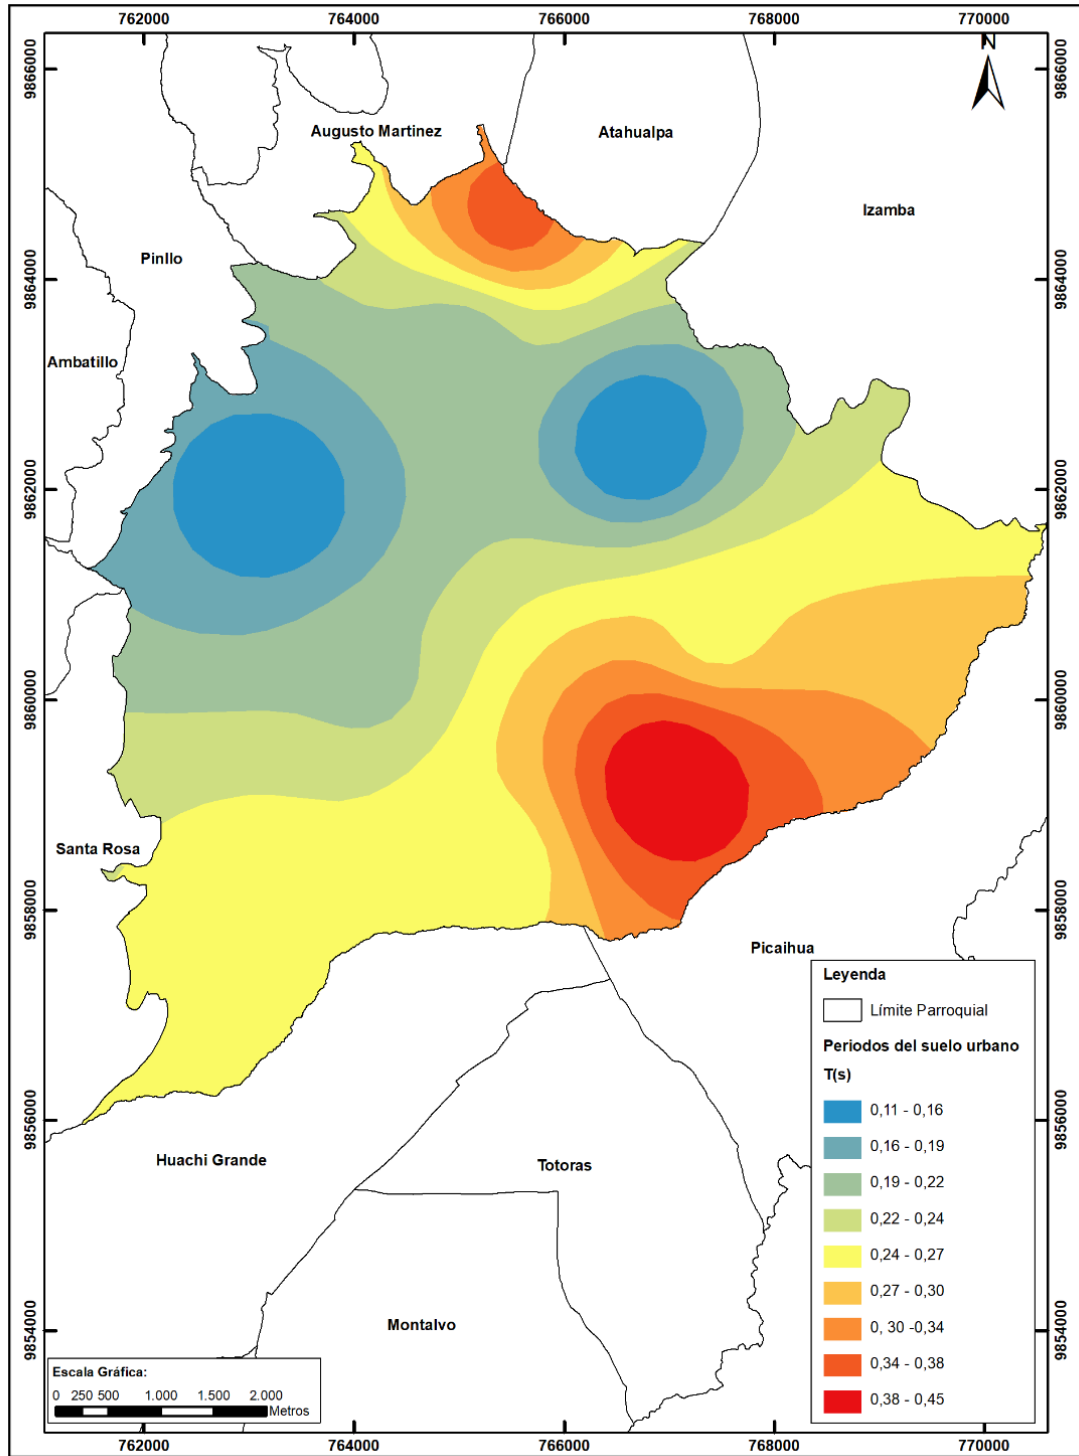 762000 764000 766000 768000 770000
9866000 9866000
N
Augusto Martinez Atahualpa
Izamba
Pinllo
9864000 9864000
Ambatillo
9862000 9862000
9860000 9860000
Santa Rosa
9858000 9858000
Picaihua
Leyenda
Límite Parroquial
Periodos del suelo urbano
T(s)
0,11 - 0,16
9856000 9856000
0,16 - 0,19
Huachi Grande Totoras
0,19 - 0,22
0,22 - 0,24
0,24 - 0,27
0,27 - 0,30
Montalvo
0, 30 -0,34
9854000 9854000
0,34 - 0,38
0,38 - 0,45
Escala Gráfica:
0 250 500 1.000 1.500 2.000
Metros
762000 764000 766000 768000 770000